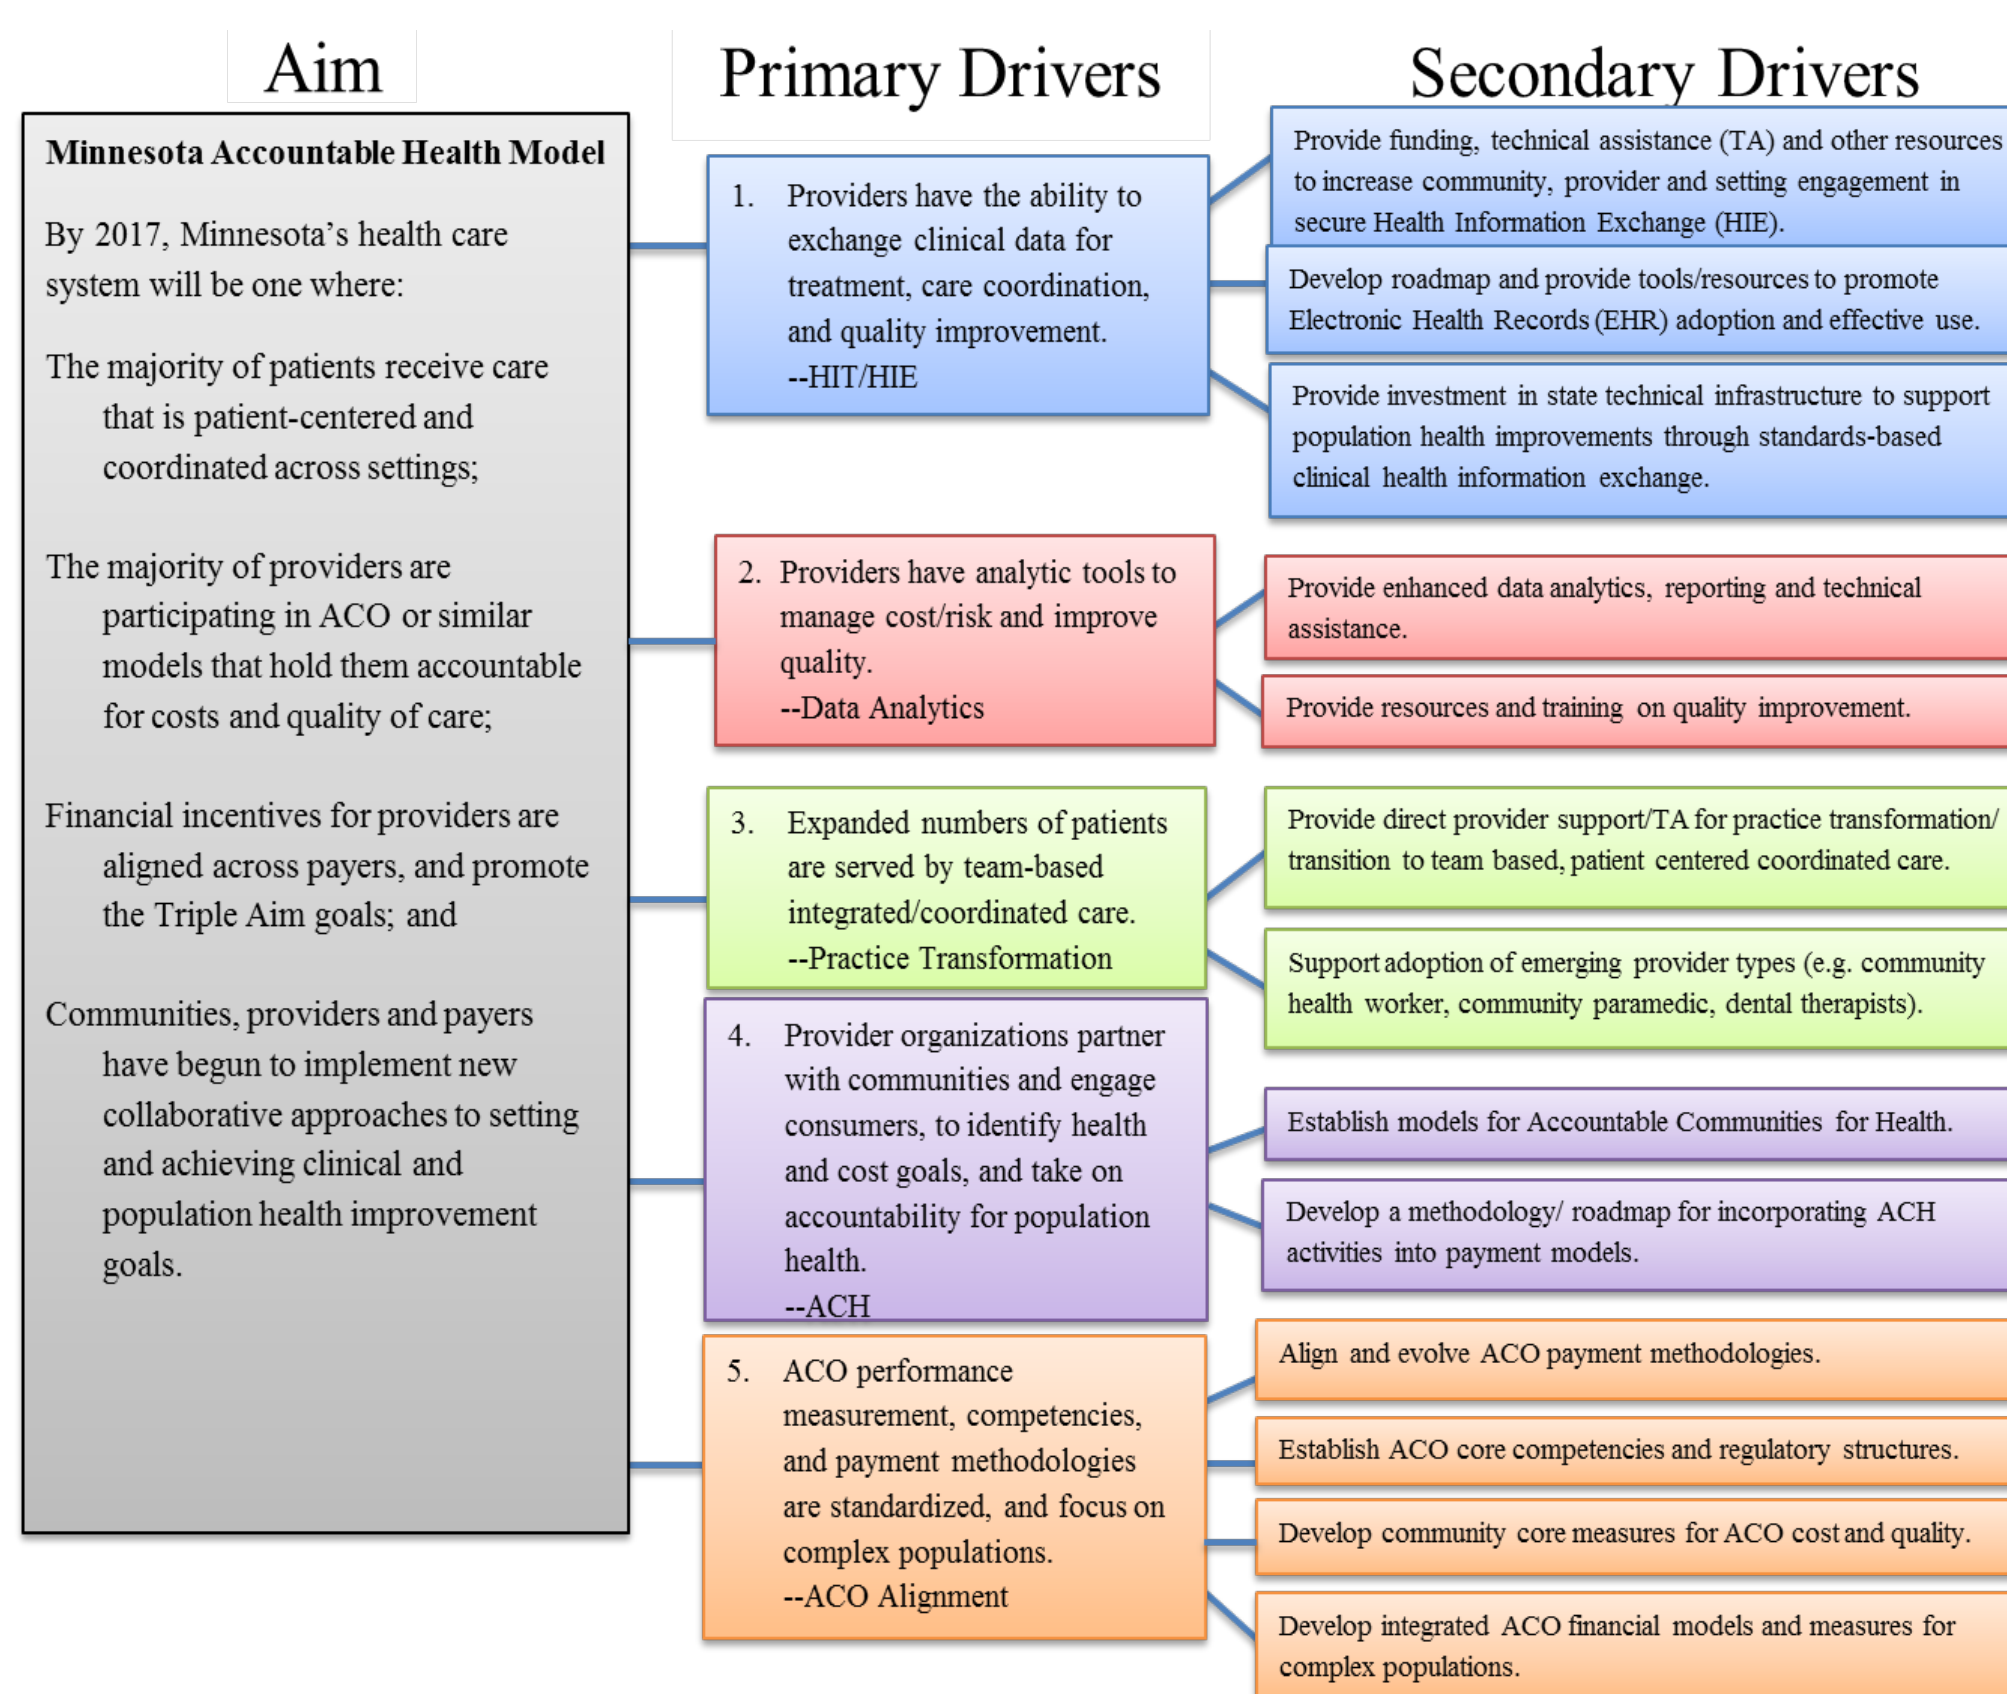 Aim
Primary Drivers
Secondary Drivers
Minnesota Accountable Health Model
By 2017, Minnesota's health care
system will be one where:
The majority of patients receive care
that is patient-centered and
coordinated across settings;
The majority of providers are
participating in ACO or similar
models that hold them accountable
for costs and quality of care;
Financial incentives for providers are
aligned across payers, and promote
the Triple Aim goals; and
Communities, providers and payers
have begun to implement new
collaborative approaches to setting
and achieving clinical and
population health improvement
goals.
1. Providers have the ability to
exchange clinical data for
treatment, care coordination,
and quality improvement.
--HIT/HIE
Provide funding, technical assistance (TA) and other resources
to increase community, provider and setting engagement in
secure Health Information Exchange (HIE).
Develop roadmap and provide tools/resources to promote
Electronic Health Records (EHR) adoption and effective use.
Provide investment in state technical infrastructure to support
population health improvements through standards-based
clinical health information exchange.
2. Providers have analytic tools to
manage cost/risk and improve
quality.
--Data Analytics
Provide enhanced data analytics, reporting and technical
assistance.
Provide resources and training on quality improvement.
3. Expanded numbers of patients
are served by team-based
integrated/coordinated care.
--Practice Transformation
Provide direct provider support/TA for practice transformation/
transition to team based, patient centered coordinated care.
Support adoption of emerging provider types (e.g. community
health worker, community paramedic, dental therapists).
4. Provider organizations partner
with communities and engage
consumers, to identify health
and cost goals, and take on
accountability for population
health.
--ACH
Establish models for Accountable Communities for Health.
Develop a methodology/ roadmap for incorporating ACH
activities into payment models.
5. ACO performance
measurement, competencies,
and payment methodologies
are standardized, and focus on
complex populations.
--ACO Alignment
Align and evolve ACO payment methodologies.
Establish ACO core competencies and regulatory structures.
Develop community core measures for ACO cost and quality.
Develop integrated ACO financial models and measures for
complex populations.